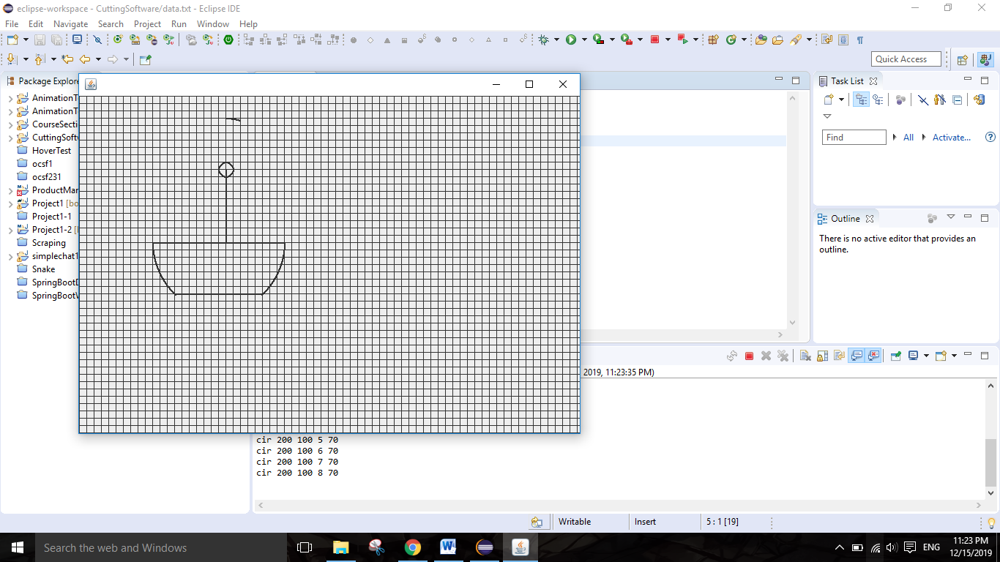 eclipse-workspace - CuttingSoftware/data.txt - Eclipse IDE
File Edit Navigate Search Project Run Window Help
Quick Access
Package Explore
AnimationT
AnimationT
CourseSecti
CuttingSoftw
HoverTest
ocsf1
ocsf231
ProductMan
Project1 [bo
Project1-1
Project1-2 [
Scraping
simplechat1
Snake
SpringBootD
SpringBootW
Task List
Find All Activate...
Outline
There is no active editor that provides an
outline.
2019, 11:23:35 PM)
cir 200 100 5 70
cir 200 100 6 70
cir 200 100 7 70
cir 200 100 8 70
Writable Insert 5 : 1 [19]
Search the web and Windows
ENG
11:23 PM
12/15/2019